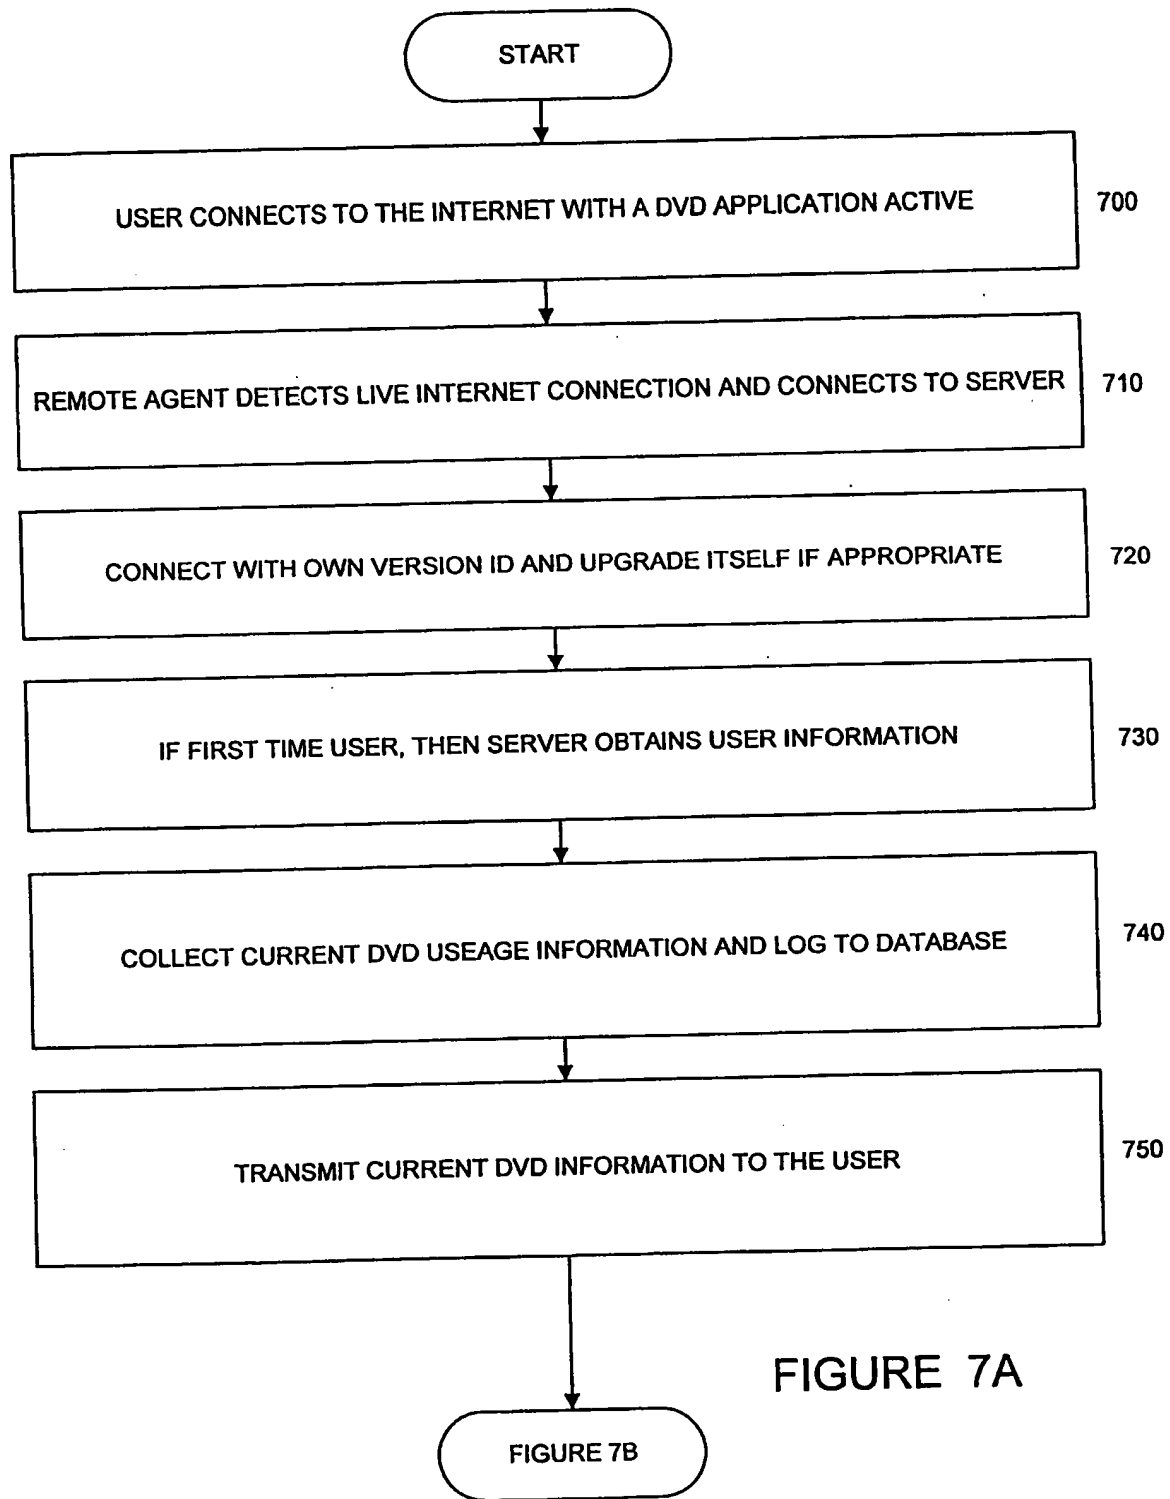 START
USER CONNECTS TO THE INTERNET WITH A DVD APPLICATION ACTIVE
700
REMOTE AGENT DETECTS LIVE INTERNET CONNECTION AND CONNECTS TO SERVER
710
CONNECT WITH OWN VERSION ID AND UPGRADE ITSELF IF APPROPRIATE
720
IF FIRST TIME USER, THEN SERVER OBTAINS USER INFORMATION
730
COLLECT CURRENT DVD USEAGE INFORMATION AND LOG TO DATABASE
740
TRANSMIT CURRENT DVD INFORMATION TO THE USER
750
FIGURE 7A
FIGURE 7B